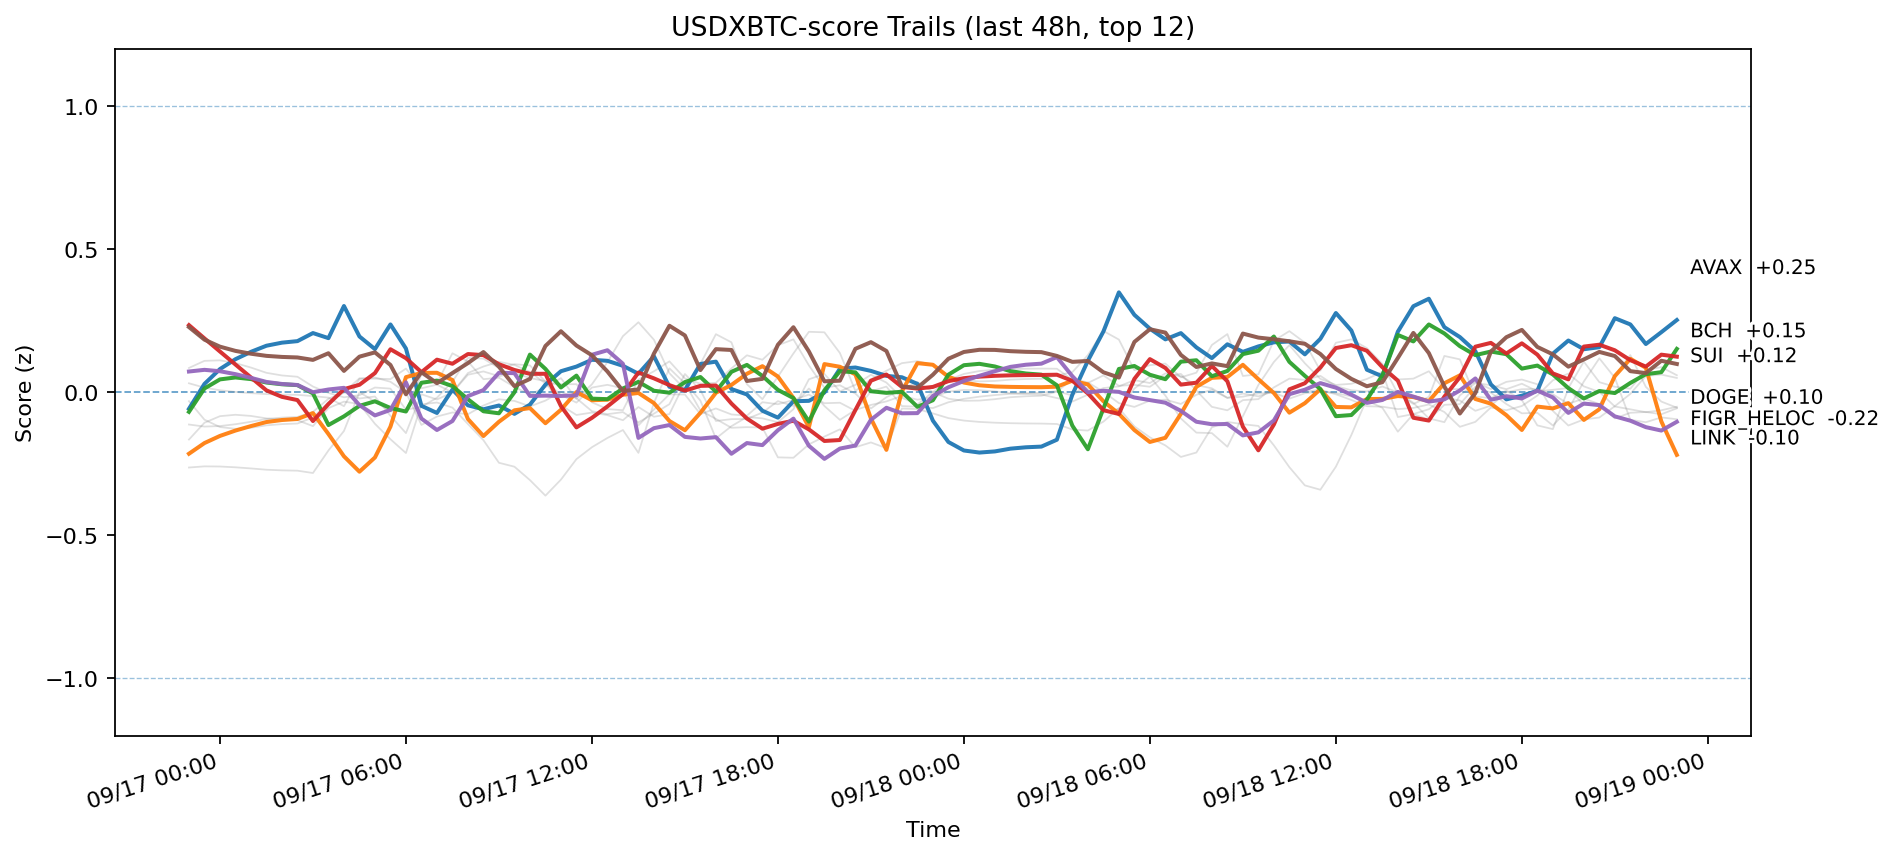 USDXBTC-score Trails (last 48h, top 12)
Score (z)
1.0
0.5
0.0
−0.5
−1.0
AVAX +0.25
BCH +0.15
SUI +0.12
DOGE +0.10
FIGR_HELOC -0.22
LINK -0.10
09/17 00:00
09/17 06:00
09/17 12:00
09/17 18:00
09/18 00:00
09/18 06:00
09/18 12:00
09/18 18:00
09/19 00:00
Time